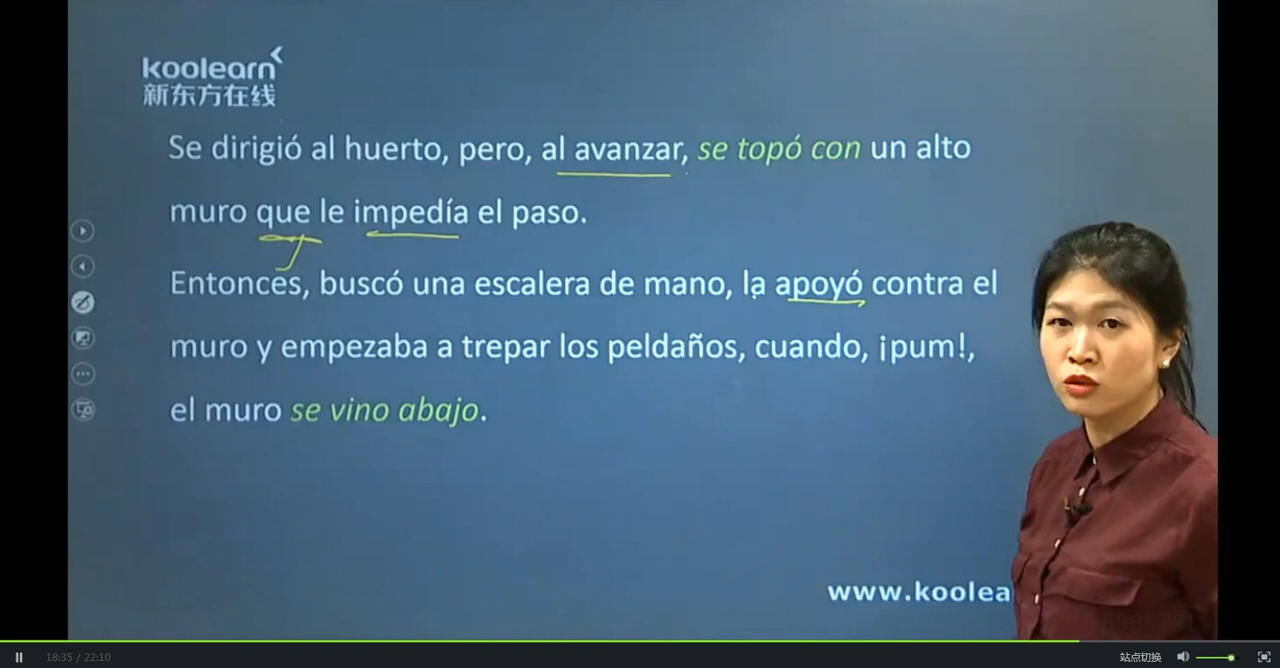 koolearn
新东方在线
Se dirigió al huerto, pero, al avanzar, se topó con un alto
muro que le impedía el paso.
Entonces, buscó una escalera de mano, la apoyó contra el
muro y empezaba a trepar los peldaños, cuando, ¡pum!,
el muro se vino abajo.
www.koolea
18:35 / 22:10
站点切换